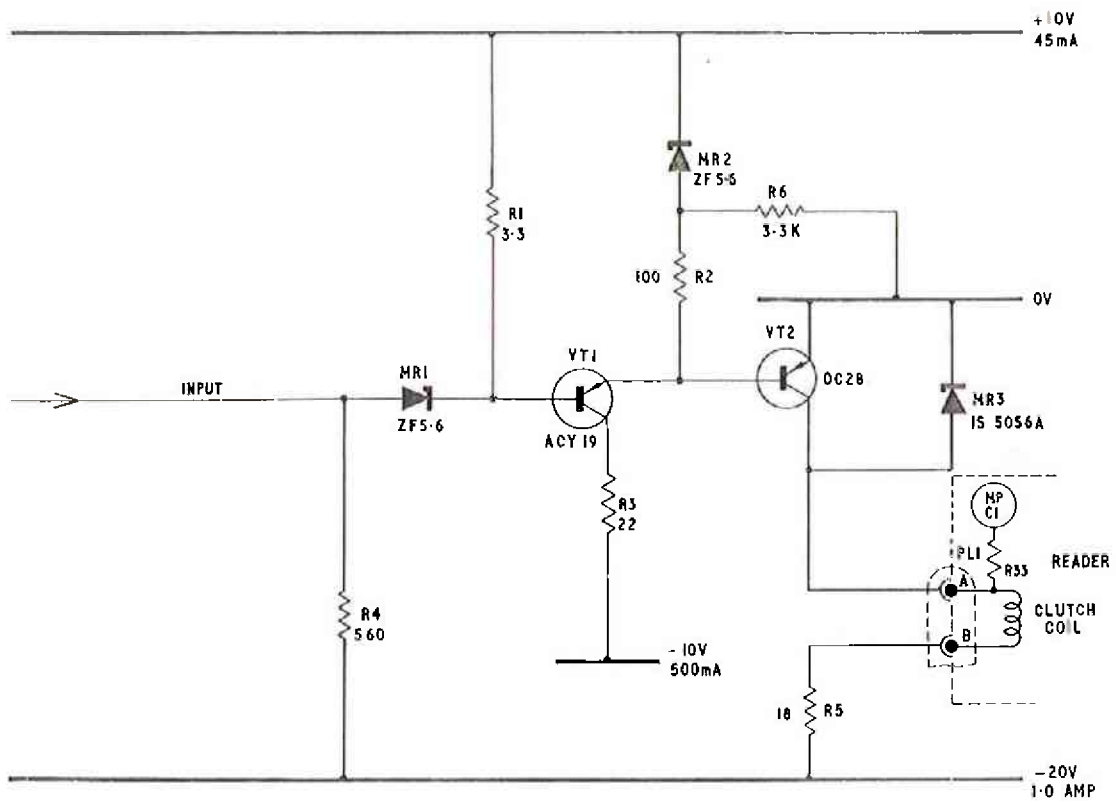 +10V
45mA
MR2
ZF5·6
R6
3·3K
R1
3·3
100
R2
0V
VT2
OC28
VT1
MR1
INPUT
ZF5·6
ACY 19
MR3
IS 5056A
R3
22
MP
C1
PL1
R33
READER
A
CLUTCH
COIL
B
R4
560
-10V
500mA
18
R5
-20V
1·0 AMP